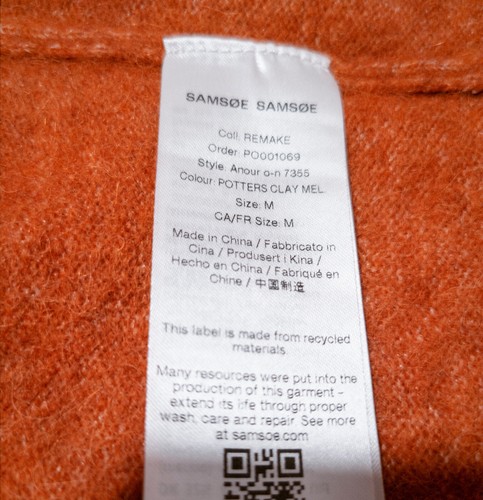 SAMSØE SAMSØE
Coll: REMAKE
Order: PO001069
Style: Anour o-n 7355
Colour: POTTERS CLAY MEL.
Size: M
CA/FR Size: M
Made in China / Fabbricato in
Cina / Produsert i Kina /
Hecho en China / Fabriqué en
Chine / 中国制造
This label is made from recycled
materials.
Many resources were put into the
production of this garment -
extend its life through proper
wash, care and repair. See more
at samsoe.com